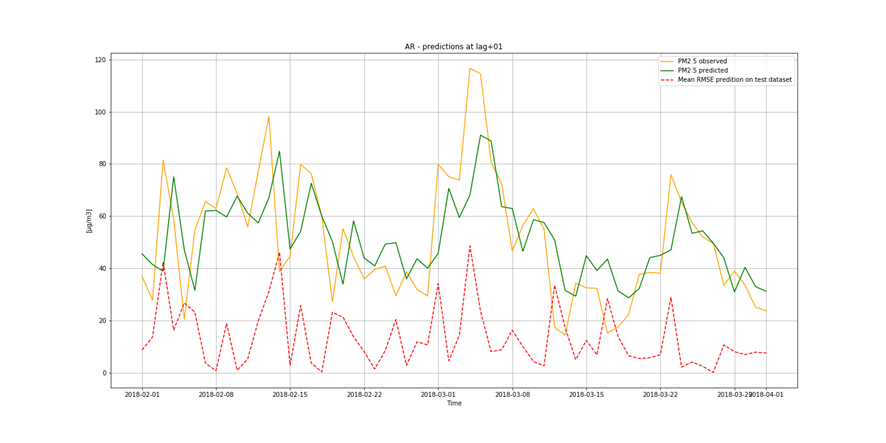 AR - predictions at lag+01
PM2.5 observed
PM2.5 predicted
Mean RMSE predition on test dataset
120
100
80
60
40
20
0
[µg/m3]
2018-02-01 2018-02-08 2018-02-15 2018-02-22 2018-03-01 2018-03-08 2018-03-15 2018-03-22 2018-03-29 2018-04-01
Time